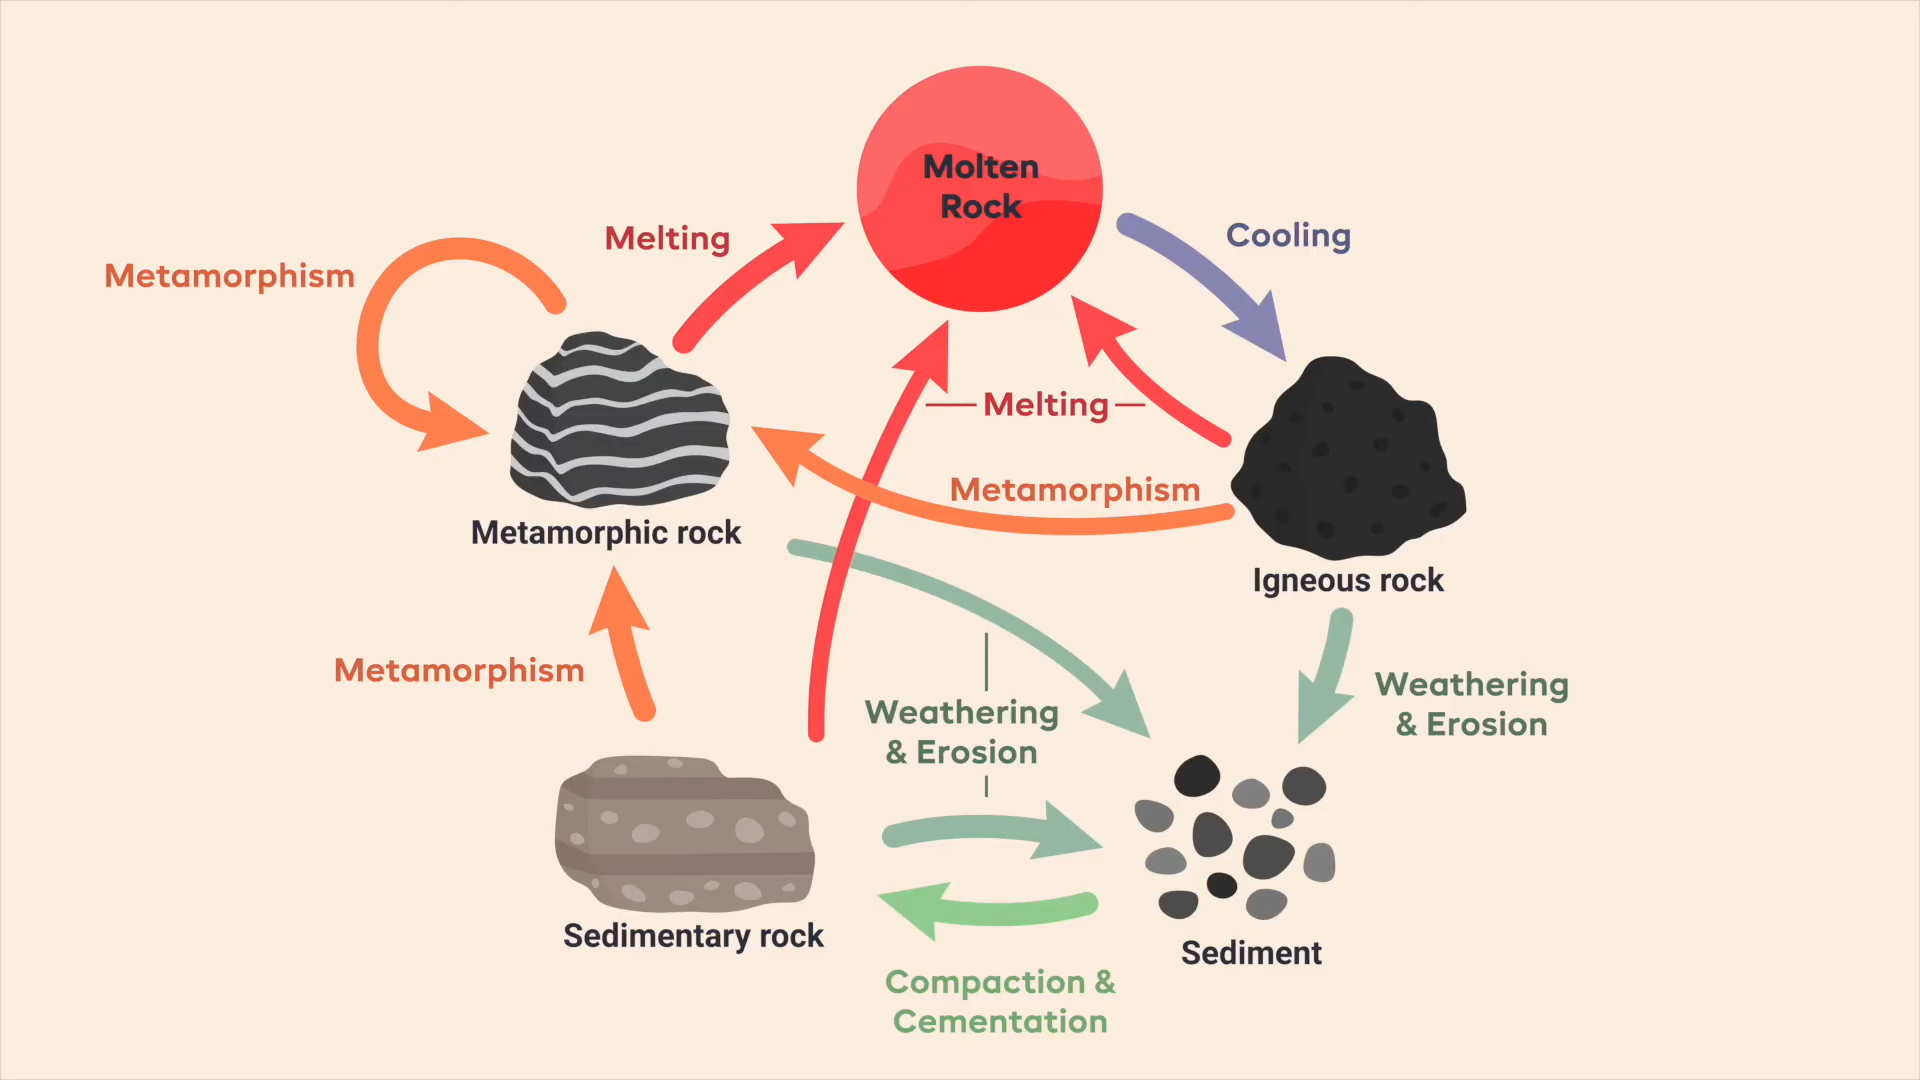 Molten
Rock
Melting
Cooling
Metamorphism
Melting
Metamorphism
Metamorphic rock
Igneous rock
Metamorphism
Weathering
& Erosion
Weathering
& Erosion
Sedimentary rock
Sediment
Compaction &
Cementation